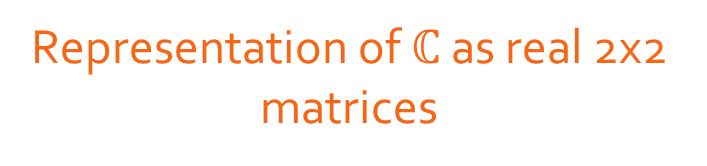 Representation of ℂ as real 2x2
matrices